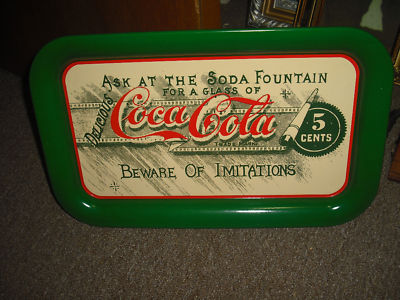 ASK AT THE SODA FOUNTAIN
FOR A GLASS OF
DELICIOUS
Coca-Cola
5
CENTS
BEWARE OF IMITATIONS